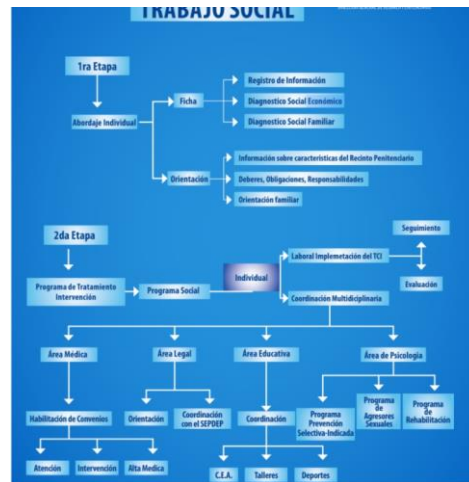 TRABAJO SOCIAL
1ra Etapa
Abordaje Individual
Ficha
Registro de Información
Diagnostico Social Económico
Diagnostico Social Familiar
Orientación
Información sobre características del Recinto Penitenciario
Deberes, Obligaciones, Responsabilidades
Orientación familiar
2da Etapa
Programa de Tratamiento
Intervención
Programa Social
Individual
Laboral Implemetación del TCI
Seguimiento
Evaluación
Coordinación Multidiciplinaria
Área Médica
Área Legal
Área Educativa
Área de Psicologia
Habilitación de Convenios
Orientación
Coordinación
con el SEPDEP
Coordinación
Programa
Prevención
Selectiva-Indicada
Programa
de
Agresores
Sexuales
Programa
de
Rehabilitación
Atención
Intervención
Alta Medica
C.E.A.
Talleres
Deportes